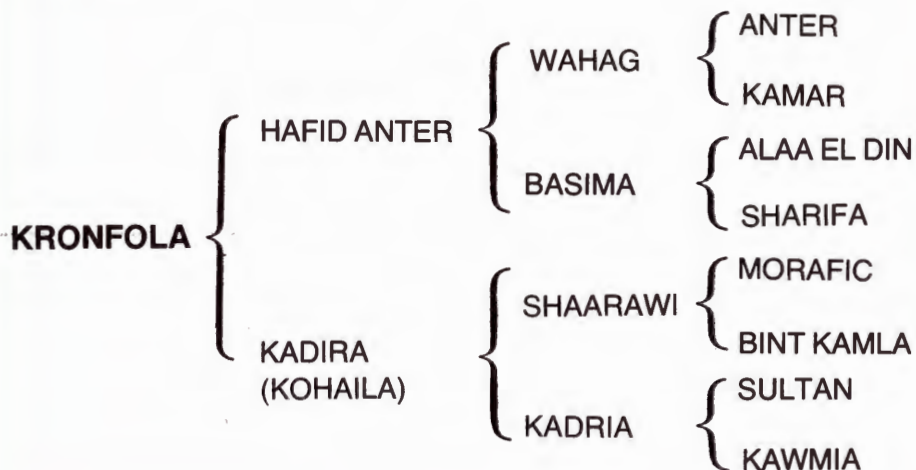 KRONFOLA
HAFID ANTER
WAHAG
ANTER
KAMAR
BASIMA
ALAA EL DIN
SHARIFA
KADIRA
(KOHAILA)
SHAARAWI
MORAFIC
BINT KAMLA
KADRIA
SULTAN
KAWMIA